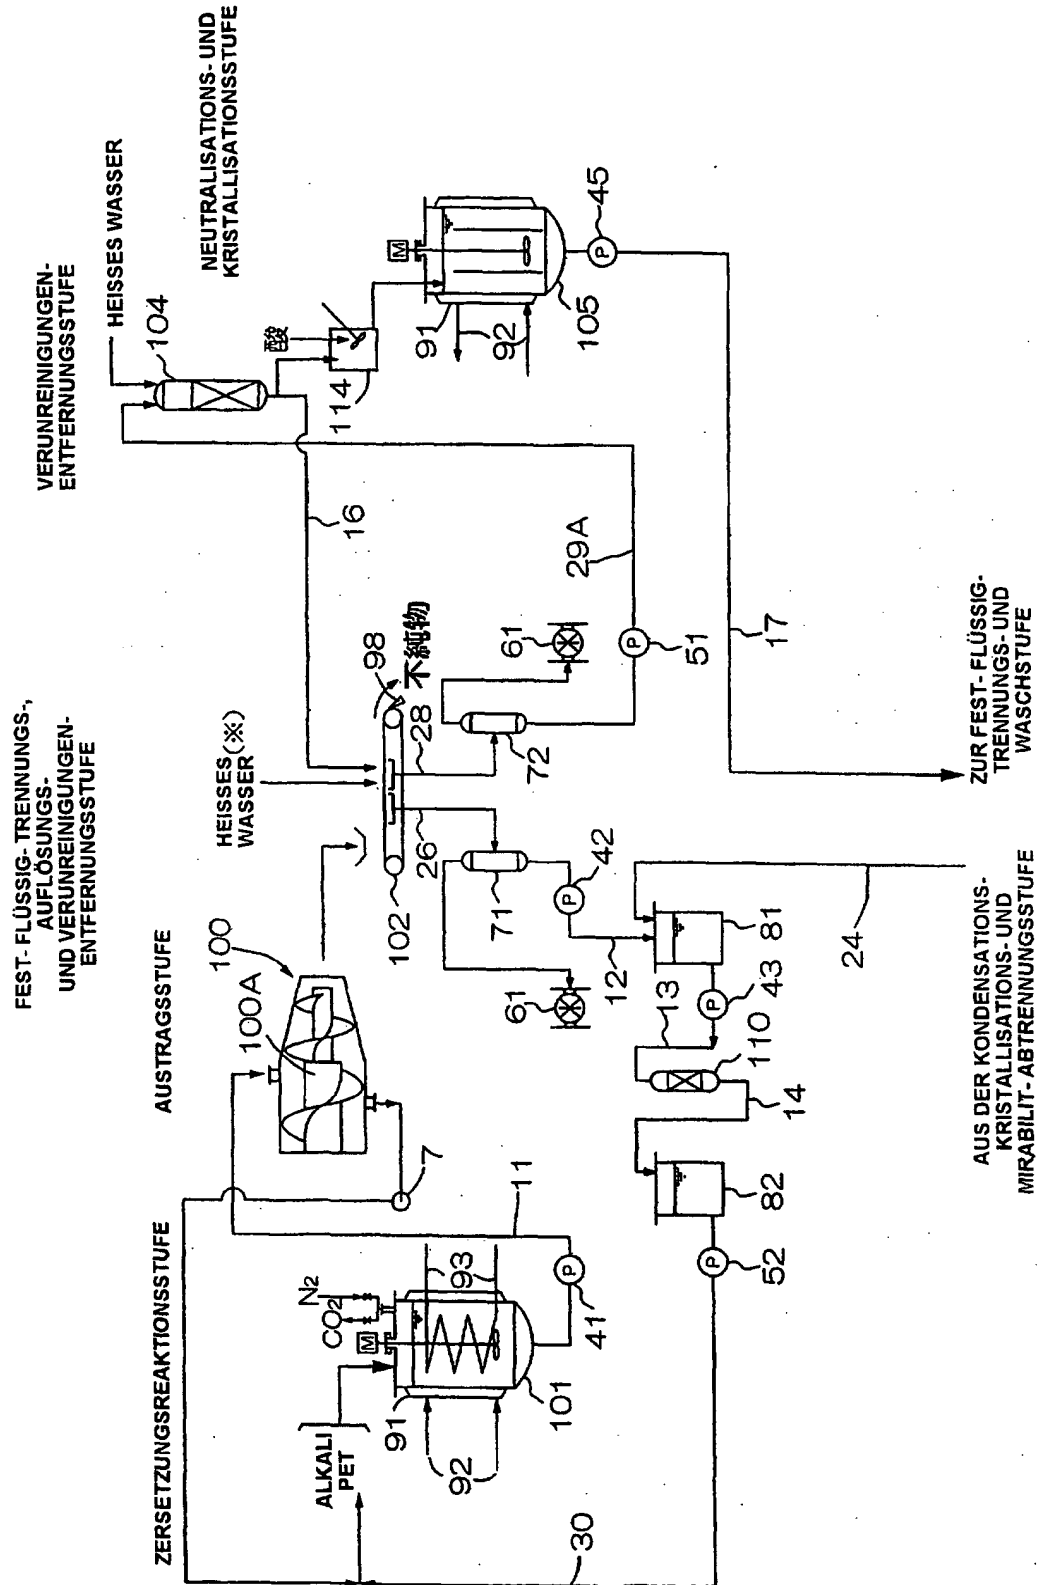 ZERSETZUNGSREAKTIONSSTUFE
AUSTRAGSSTUFE
FEST- FLÜSSIG- TRENNUNGS-,
AUFLÖSUNGS-
UND VERUNREINIGUNGEN-
ENTFERNUNGSSTUFE
VERUNREINIGUNGEN-
ENTFERNUNGSSTUFE
NEUTRALISATIONS- UND
KRISTALLISATIONSSTUFE
HEISSES WASSER
104
酸
114
M
91
92
105
P
45
16
HEISSES(※)
WASSER
不純物
98
28
26
102
72
61
29A
P
51
17
71
P
42
61
12
100
100A
7
11
N2
CO2
M
93
ALKALI
PET
91
92
101
P
41
81
24
P
43
13
110
14
82
P
52
30
ZUR FEST- FLÜSSIG-
TRENNUNGS- UND
WASCHSTUFE
AUS DER KONDENSATIONS-
KRISTALLISATIONS- UND
MIRABILIT- ABTRENNUNGSSTUFE